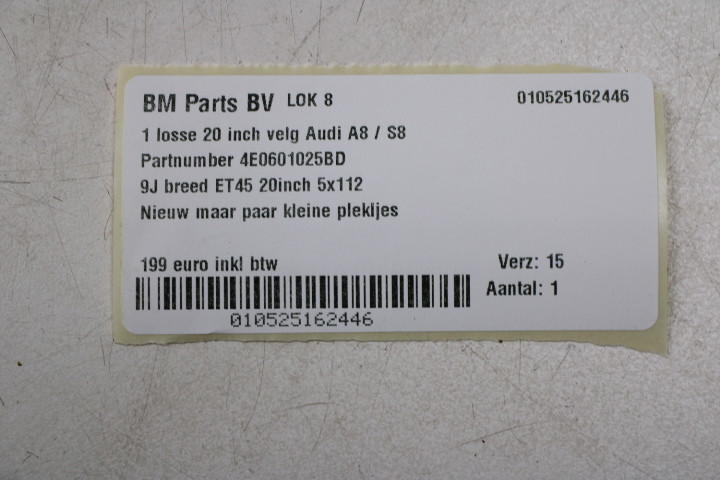 BM Parts BV LOK 8 010525162446
1 losse 20 inch velg Audi A8 / S8
Partnumber 4E0601025BD
9J breed ET45 20inch 5x112
Nieuw maar paar kleine plekljes
199 euro inkl btw Verz: 15
Aantal: 1
010525162446